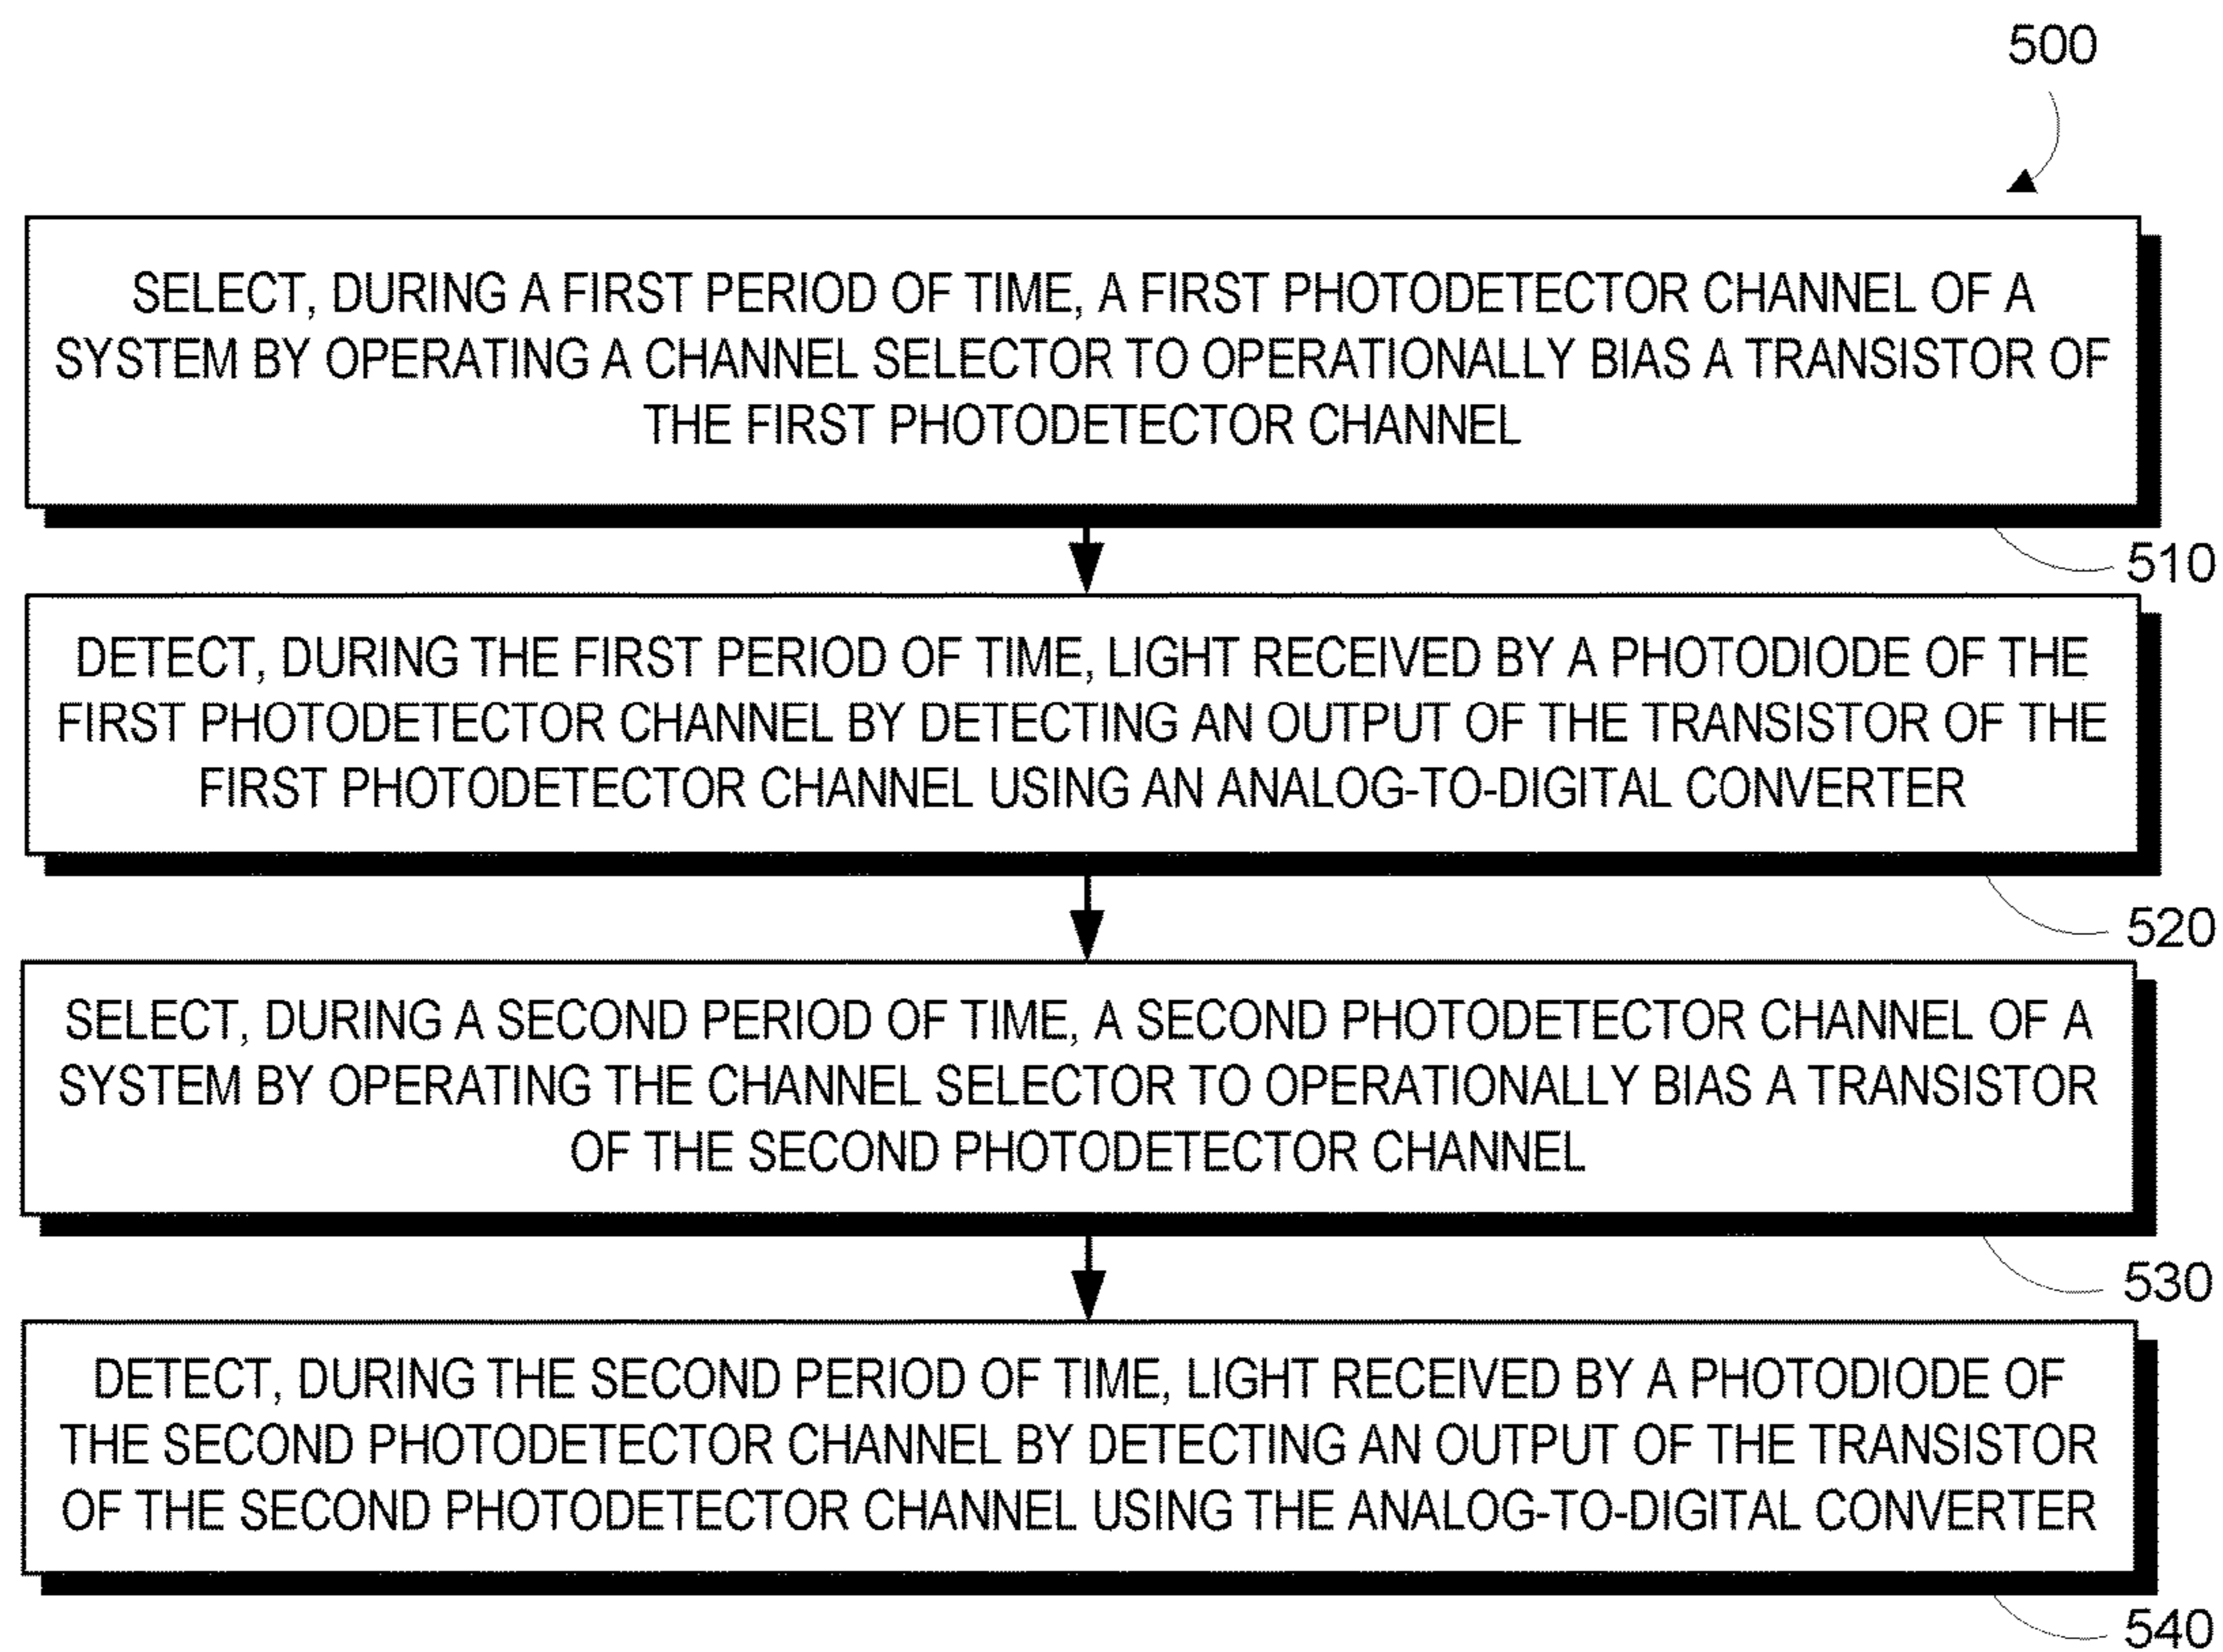 500
SELECT, DURING A FIRST PERIOD OF TIME, A FIRST PHOTODETECTOR CHANNEL OF A
SYSTEM BY OPERATING A CHANNEL SELECTOR TO OPERATIONALLY BIAS A TRANSISTOR OF
THE FIRST PHOTODETECTOR CHANNEL
510
DETECT, DURING THE FIRST PERIOD OF TIME, LIGHT RECEIVED BY A PHOTODIODE OF THE
FIRST PHOTODETECTOR CHANNEL BY DETECTING AN OUTPUT OF THE TRANSISTOR OF THE
FIRST PHOTODETECTOR CHANNEL USING AN ANALOG-TO-DIGITAL CONVERTER
520
SELECT, DURING A SECOND PERIOD OF TIME, A SECOND PHOTODETECTOR CHANNEL OF A
SYSTEM BY OPERATING THE CHANNEL SELECTOR TO OPERATIONALLY BIAS A TRANSISTOR
OF THE SECOND PHOTODETECTOR CHANNEL
530
DETECT, DURING THE SECOND PERIOD OF TIME, LIGHT RECEIVED BY A PHOTODIODE OF
THE SECOND PHOTODETECTOR CHANNEL BY DETECTING AN OUTPUT OF THE TRANSISTOR
OF THE SECOND PHOTODETECTOR CHANNEL USING THE ANALOG-TO-DIGITAL CONVERTER
540